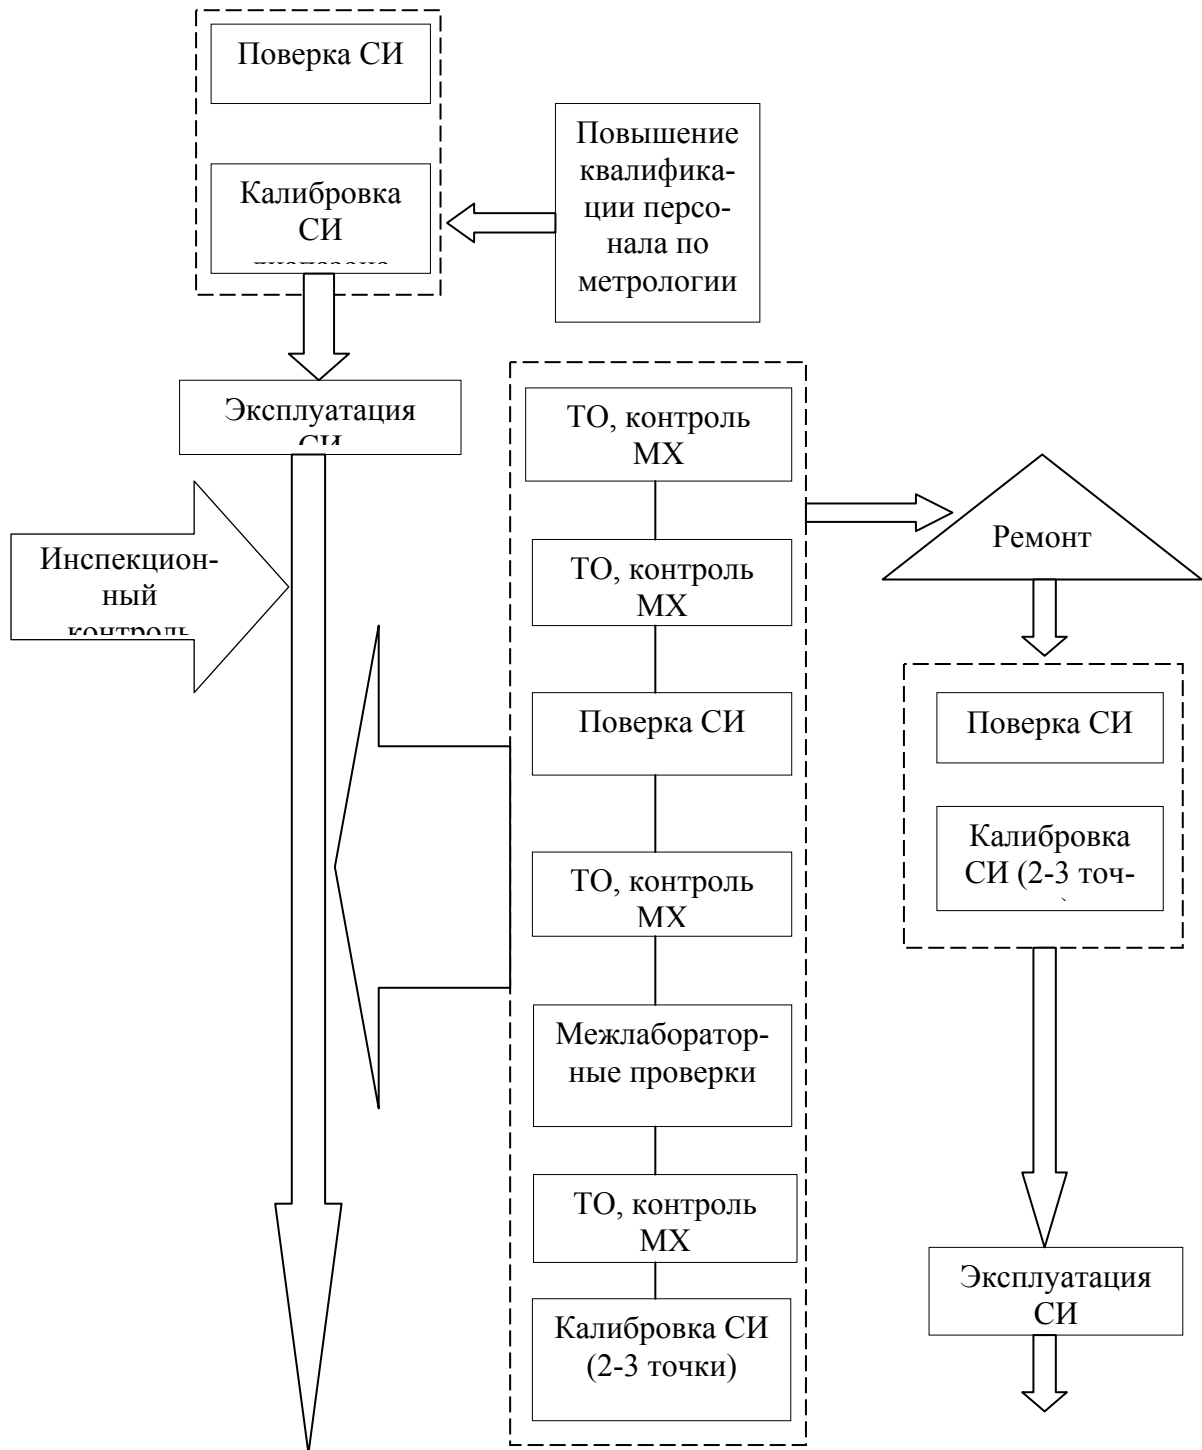 Поверка СИ
Калибровка
СИ
Повышение
квалифика-
ции персо-
нала по
метрологии
Эксплуатация
СИ
Инспекцион-
ный
контроль
ТО, контроль
МХ
ТО, контроль
МХ
Поверка СИ
ТО, контроль
МХ
Межлаборатор-
ные проверки
ТО, контроль
МХ
Калибровка СИ
(2-3 точки)
Ремонт
Поверка СИ
Калибровка
СИ (2-3 точ-
Эксплуатация
СИ